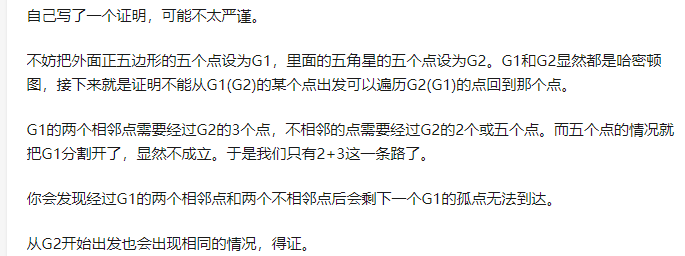 自己写了一个证明，可能不太严谨。
不妨把外面正五边形的五个点设为G1，里面的五角星的五个点设为G2。G1和G2显然都是哈密顿
图，接下来就是证明不能从G1(G2)的某个点出发可以遍历G2(G1)的点回到那个点。
G1的两个相邻点需要经过G2的3个点，不相邻的点需要经过G2的2个或五个点。而五个点的情况就
把G1分割开了，显然不成立。于是我们只有2+3这一条路了。
你会发现经过G1的两个相邻点和两个不相邻点后会剩下一个G1的孤点无法到达。
从G2开始出发也会出现相同的情况，得证。